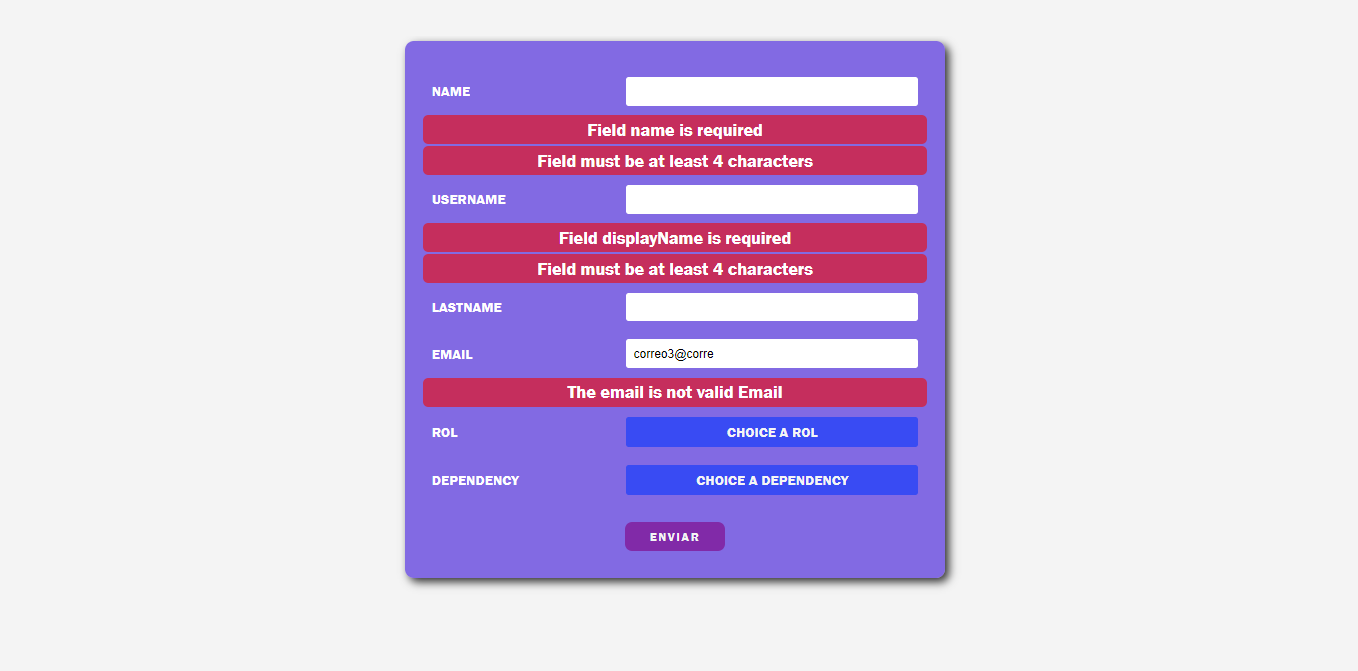 NAME
Field name is required
Field must be at least 4 characters
USERNAME
Field displayName is required
Field must be at least 4 characters
LASTNAME
EMAIL correo3@corre
The email is not valid Email
ROL CHOICE A ROL
DEPENDENCY CHOICE A DEPENDENCY
ENVIAR